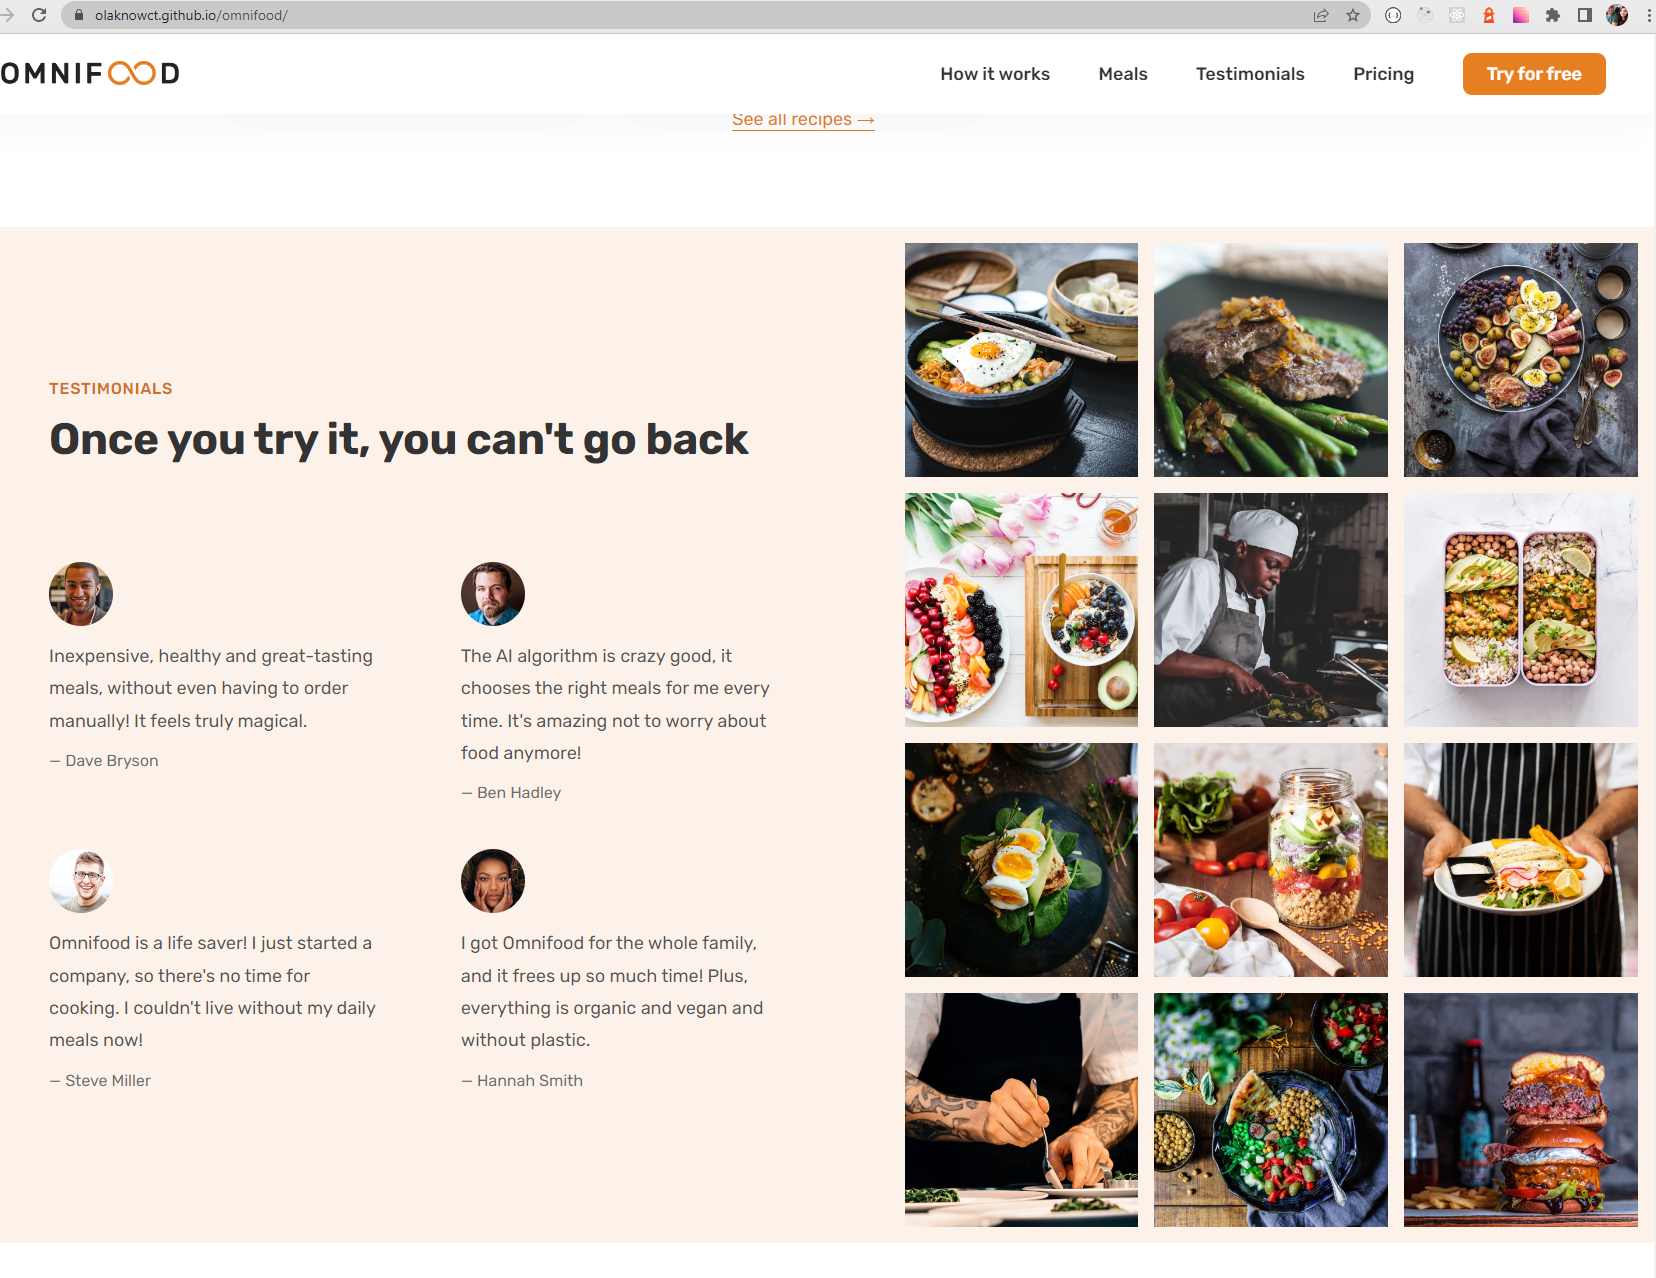 olaknowct.github.io/omnifood/
OMNIFOOD
How it works
Meals
Testimonials
Pricing
Try for free
See all recipes →
TESTIMONIALS
Once you try it, you can't go back
Inexpensive, healthy and great-tasting
meals, without even having to order
manually! It feels truly magical.
— Dave Bryson
The AI algorithm is crazy good, it
chooses the right meals for me every
time. It's amazing not to worry about
food anymore!
— Ben Hadley
Omnifood is a life saver! I just started a
company, so there's no time for
cooking. I couldn't live without my daily
meals now!
— Steve Miller
I got Omnifood for the whole family,
and it frees up so much time! Plus,
everything is organic and vegan and
without plastic.
— Hannah Smith